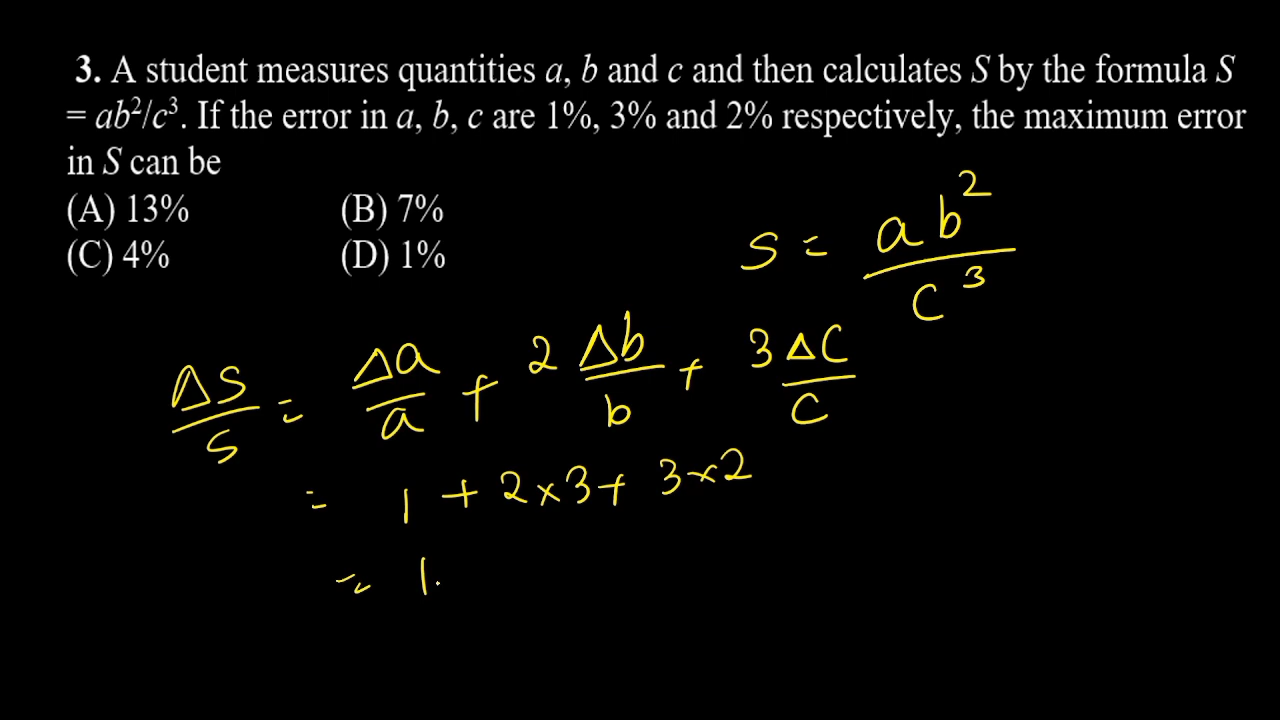 3. A student measures quantities a, b and c and then calculates S by the formula S
= ab²/c³. If the error in a, b, c are 1%, 3% and 2% respectively, the maximum error
in S can be
(A) 13% (B) 7%
(C) 4% (D) 1%
S = ab²/c³
ΔS/S = Δa/a + 2 Δb/b + 3 ΔC/C
= 1 + 2×3 + 3×2
= 1.